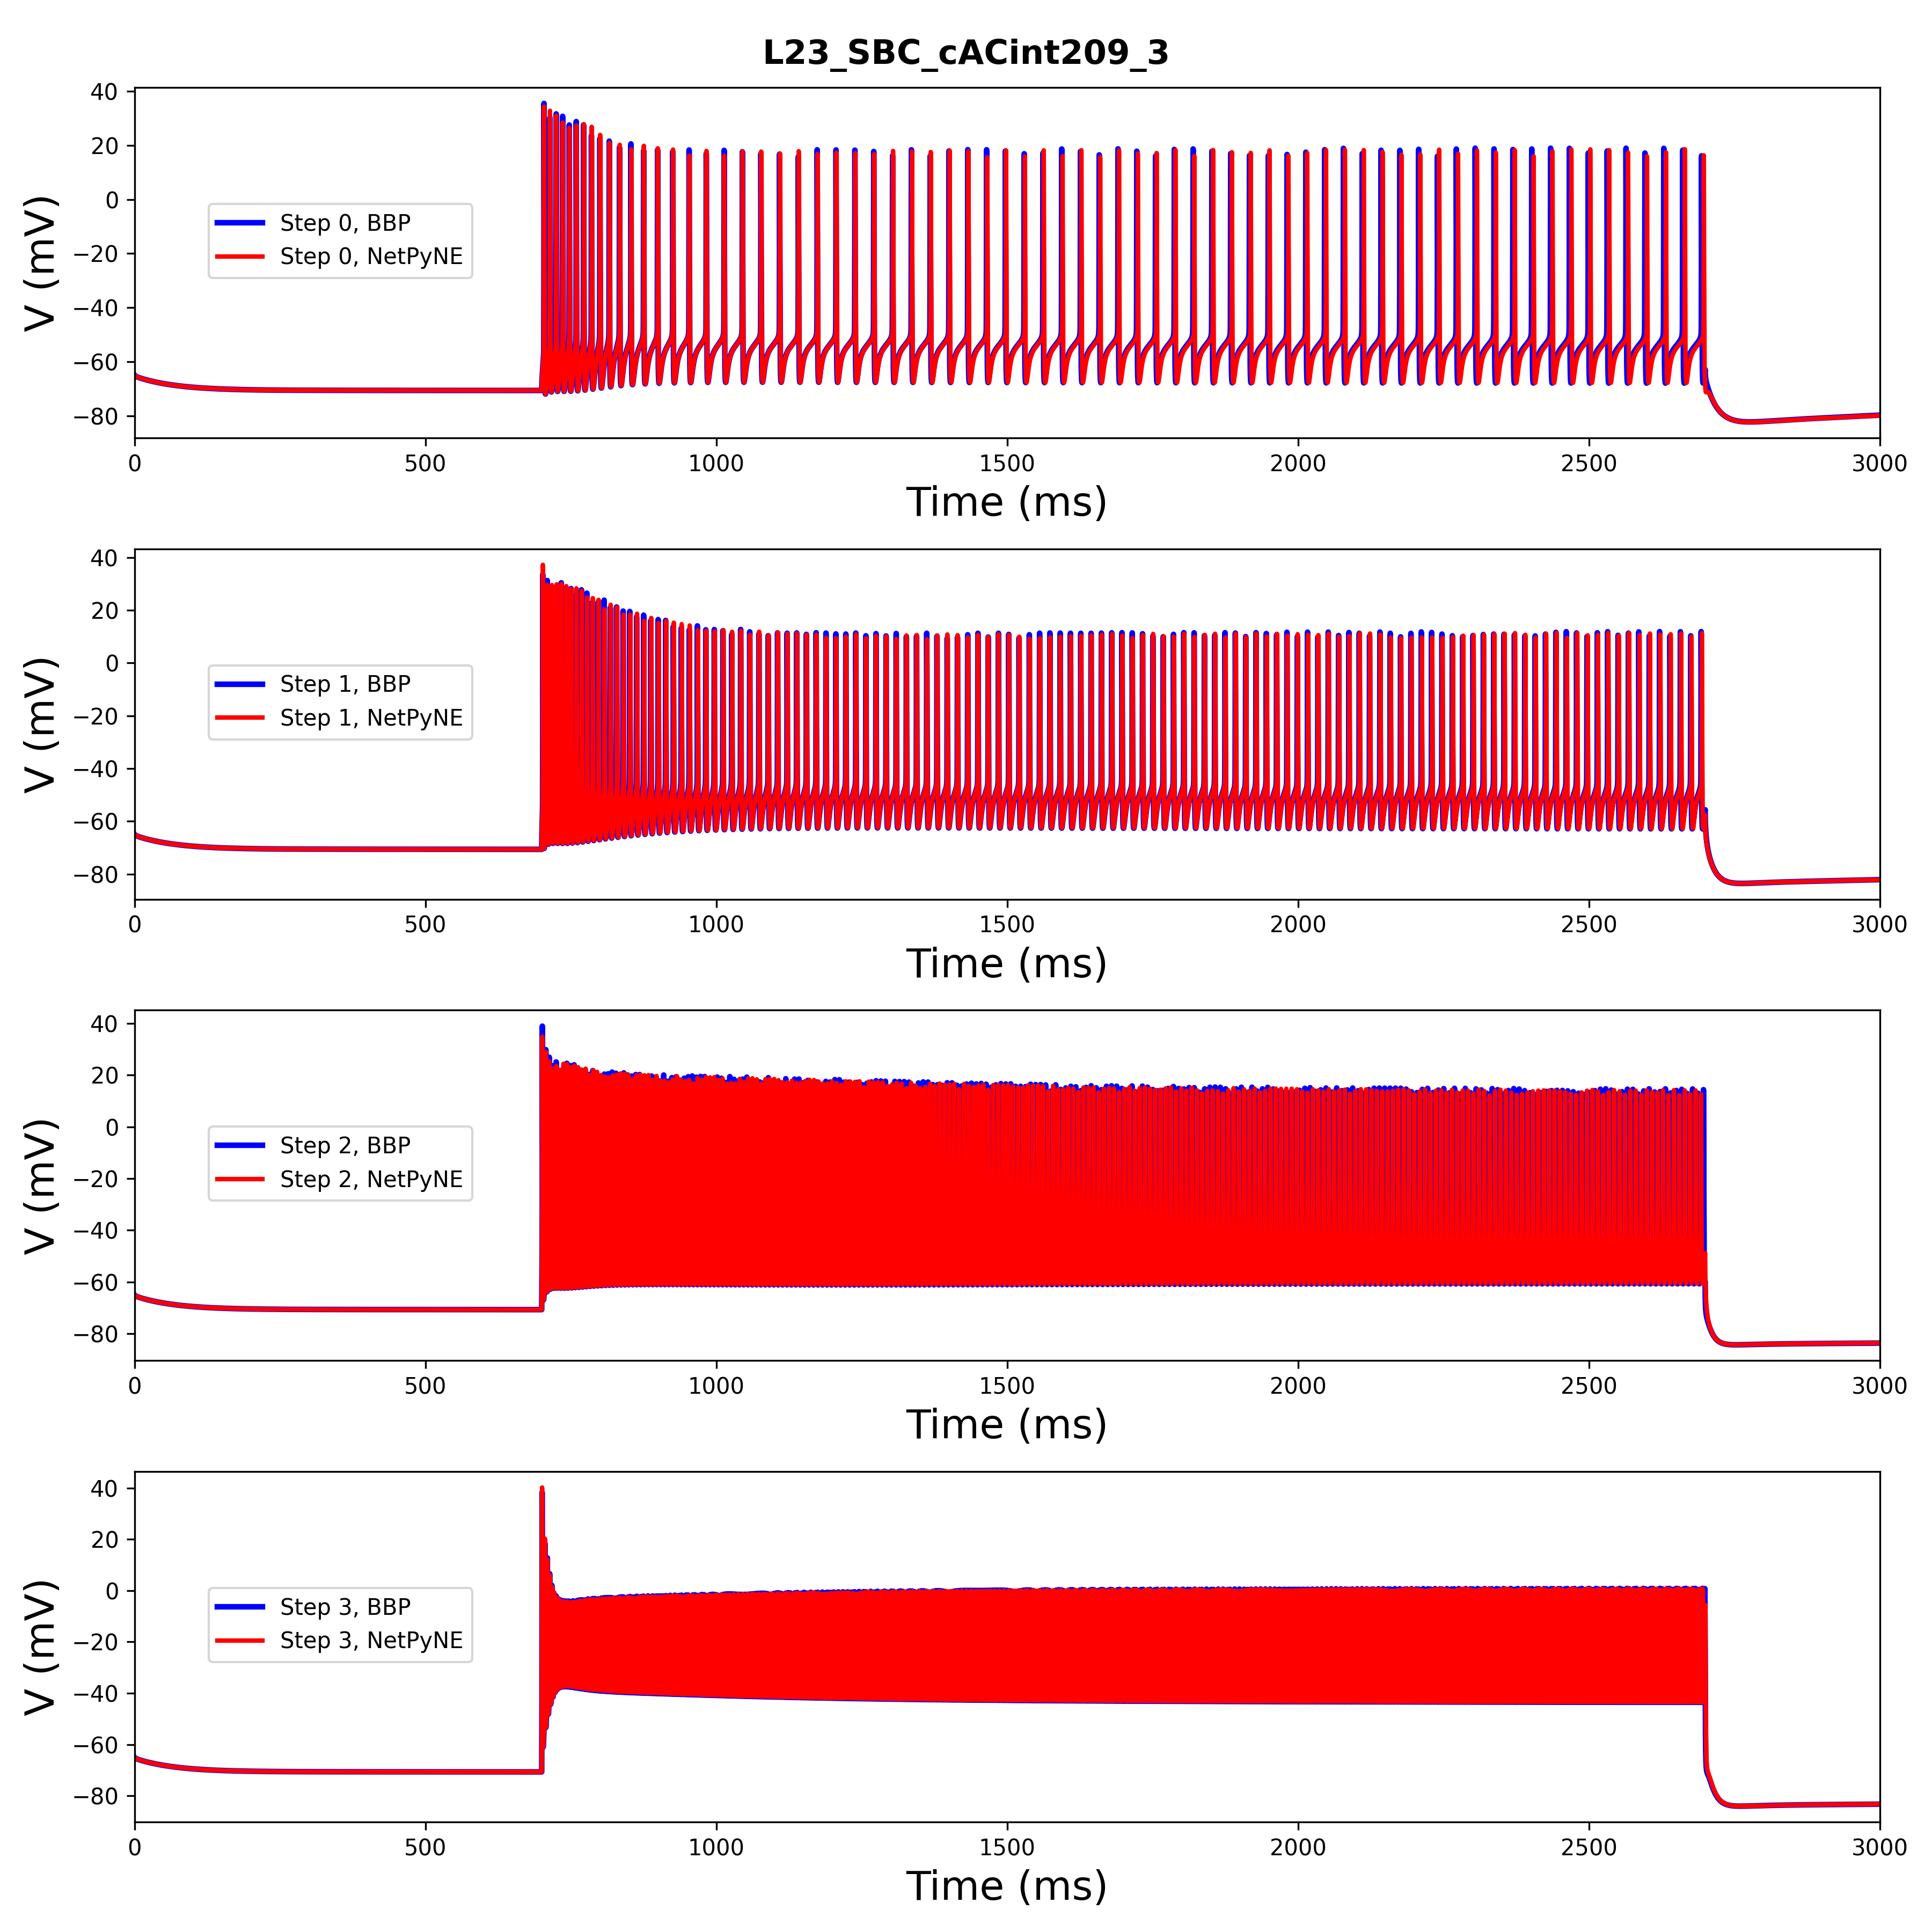 L23_SBC_cACint209_3
40
20
0
−20
−40
−60
−80
V (mV)
Step 0, BBP
Step 0, NetPyNE
0 500 1000 1500 2000 2500 3000
Time (ms)
40
20
0
−20
−40
−60
−80
V (mV)
Step 1, BBP
Step 1, NetPyNE
0 500 1000 1500 2000 2500 3000
Time (ms)
40
20
0
−20
−40
−60
−80
V (mV)
Step 2, BBP
Step 2, NetPyNE
0 500 1000 1500 2000 2500 3000
Time (ms)
40
20
0
−20
−40
−60
−80
V (mV)
Step 3, BBP
Step 3, NetPyNE
0 500 1000 1500 2000 2500 3000
Time (ms)